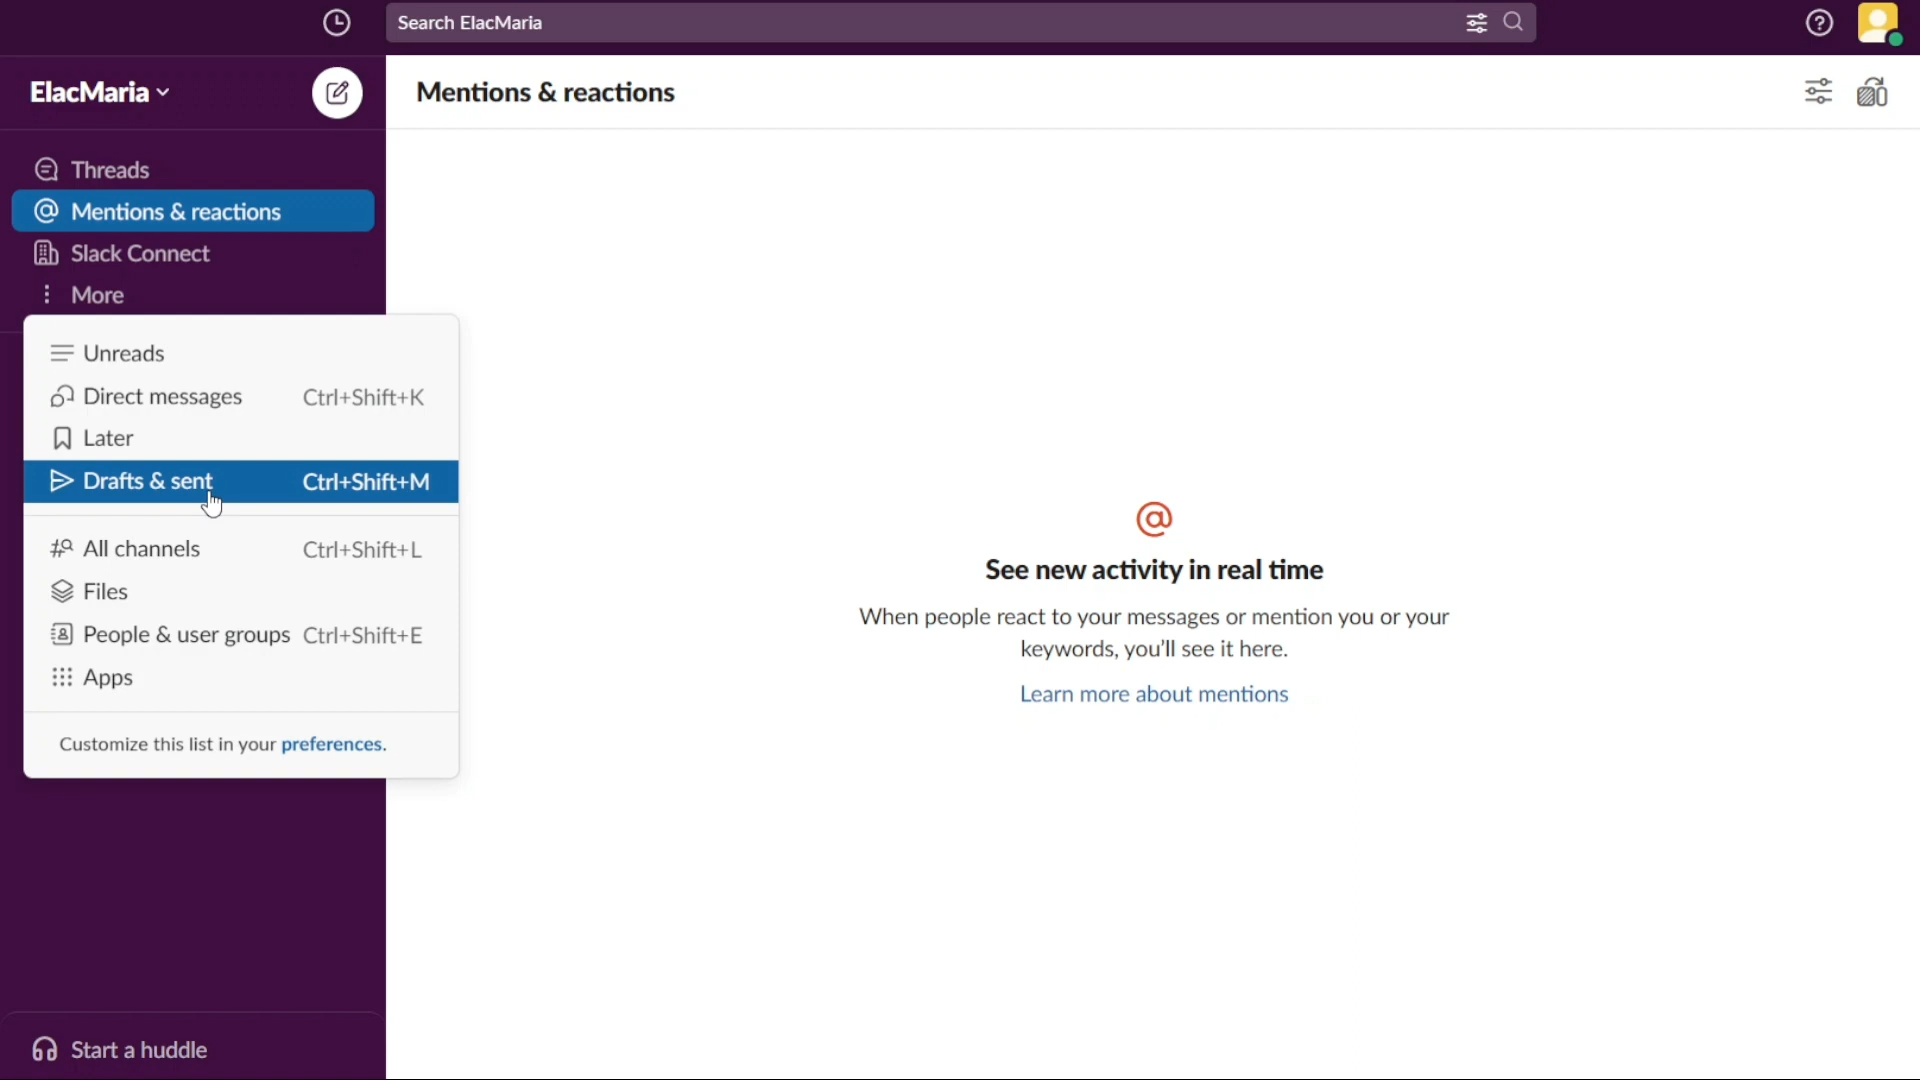 Search ElacMaria
ElacMaria
Mentions & reactions
Threads
Mentions & reactions
Slack Connect
More
Unreads
Direct messages Ctrl+Shift+K
Later
Drafts & sent Ctrl+Shift+M
All channels Ctrl+Shift+L
Files
People & user groups Ctrl+Shift+E
Apps
Customize this list in your preferences.
See new activity in real time
When people react to your messages or mention you or your
keywords, you'll see it here.
Learn more about mentions
Start a huddle